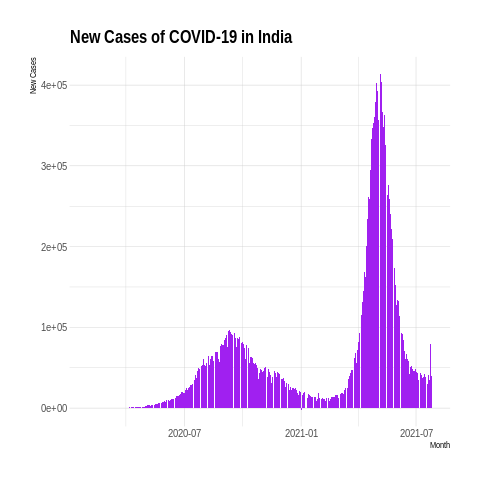 New Cases of COVID-19 in India
New Cases
4e+05
3e+05
2e+05
1e+05
0e+00
2020-07 2021-01 2021-07
Month